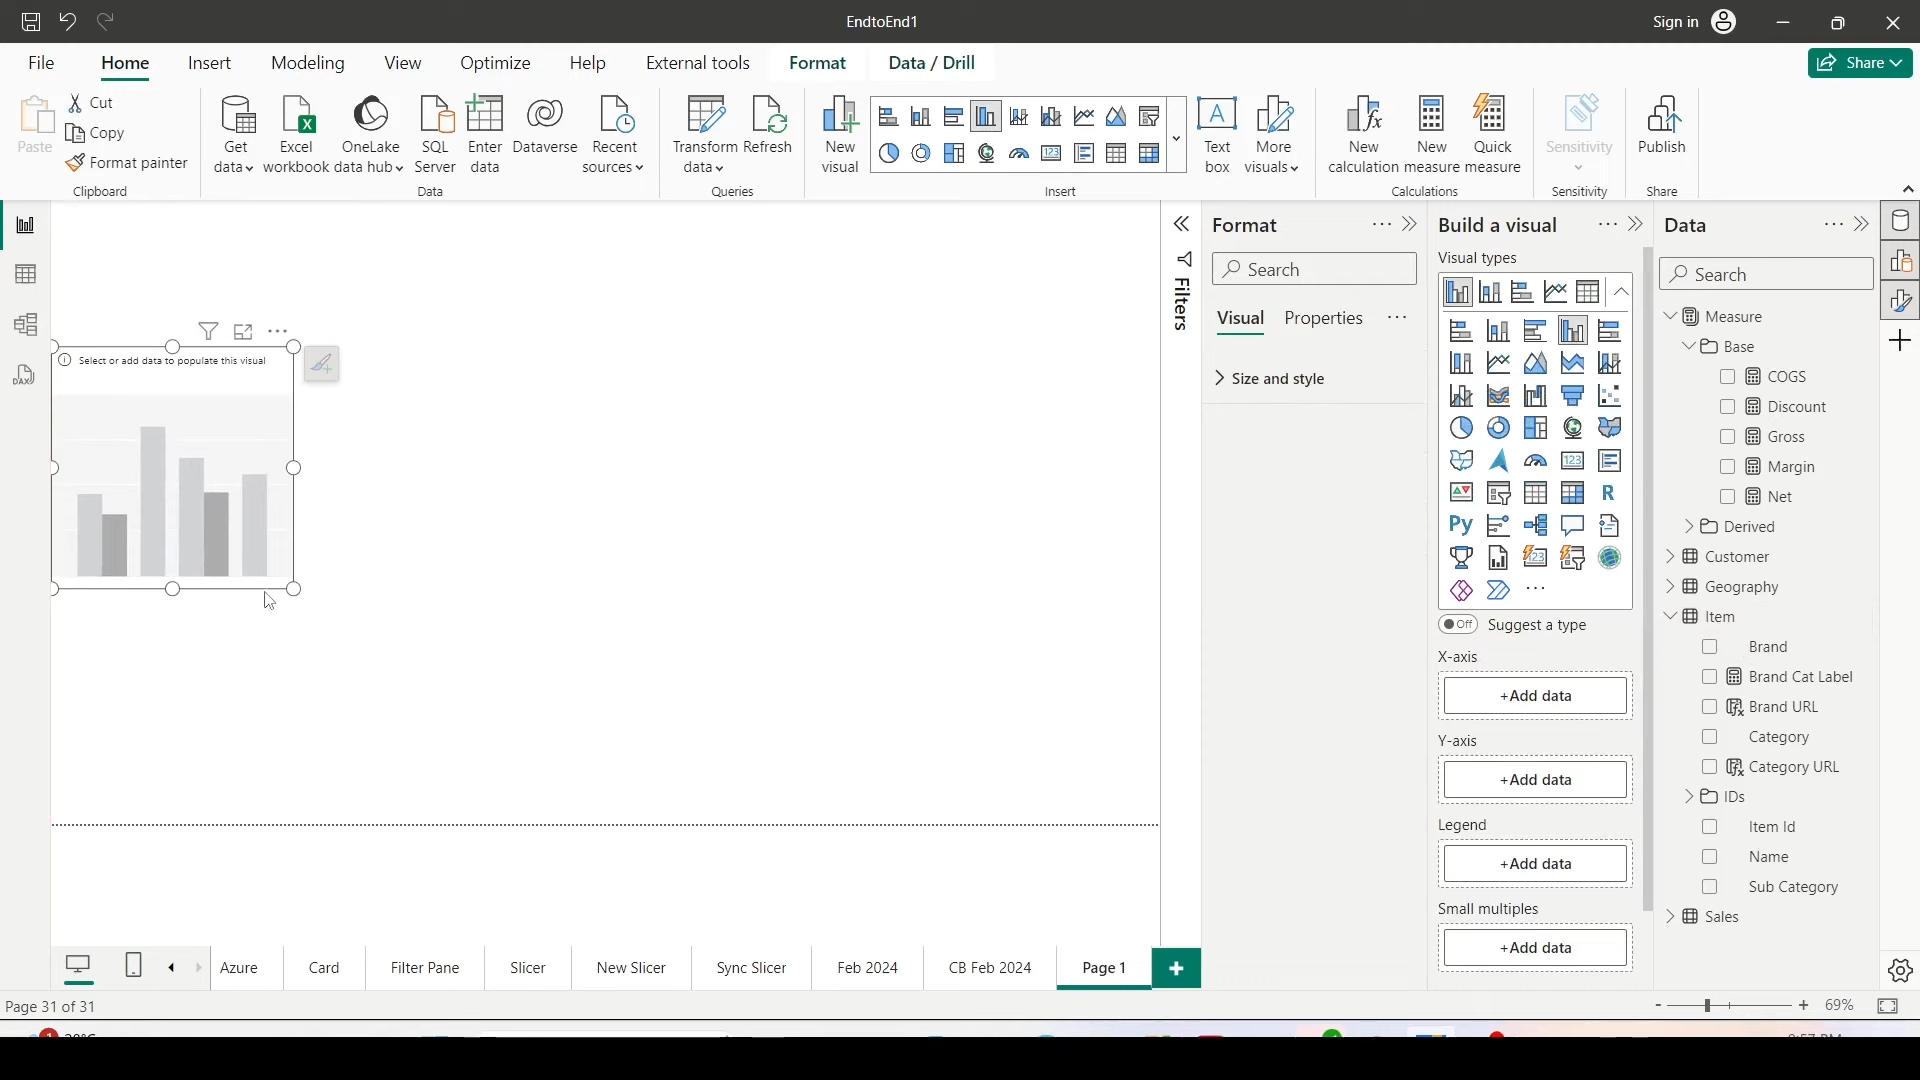 EndtoEnd1
Sign in
File Home Insert Modeling View Optimize Help External tools Format Data / Drill
Share
Paste
Cut
Copy
Format painter
Clipboard
Get data
Excel workbook
OneLake data hub
SQL Server
Enter data
Dataverse
Recent sources
Data
Transform data
Refresh
Queries
New visual
Insert
Text box
More visuals
New calculation
New measure
Quick measure
Calculations
Sensitivity
Sensitivity
Publish
Share
Select or add data to populate this visual
Filters
Format
Search
Visual Properties
Size and style
Build a visual
Visual types
123
R
Py
123
Off Suggest a type
X-axis
+Add data
Y-axis
+Add data
Legend
+Add data
Small multiples
+Add data
Data
Search
Measure
Base
COGS
Discount
Gross
Margin
Net
Derived
Customer
Geography
Item
Brand
Brand Cat Label
Brand URL
Category
Category URL
IDs
Item Id
Name
Sub Category
Sales
DAX
Azure Card Filter Pane Slicer New Slicer Sync Slicer Feb 2024 CB Feb 2024 Page 1
Page 31 of 31
- + 69%